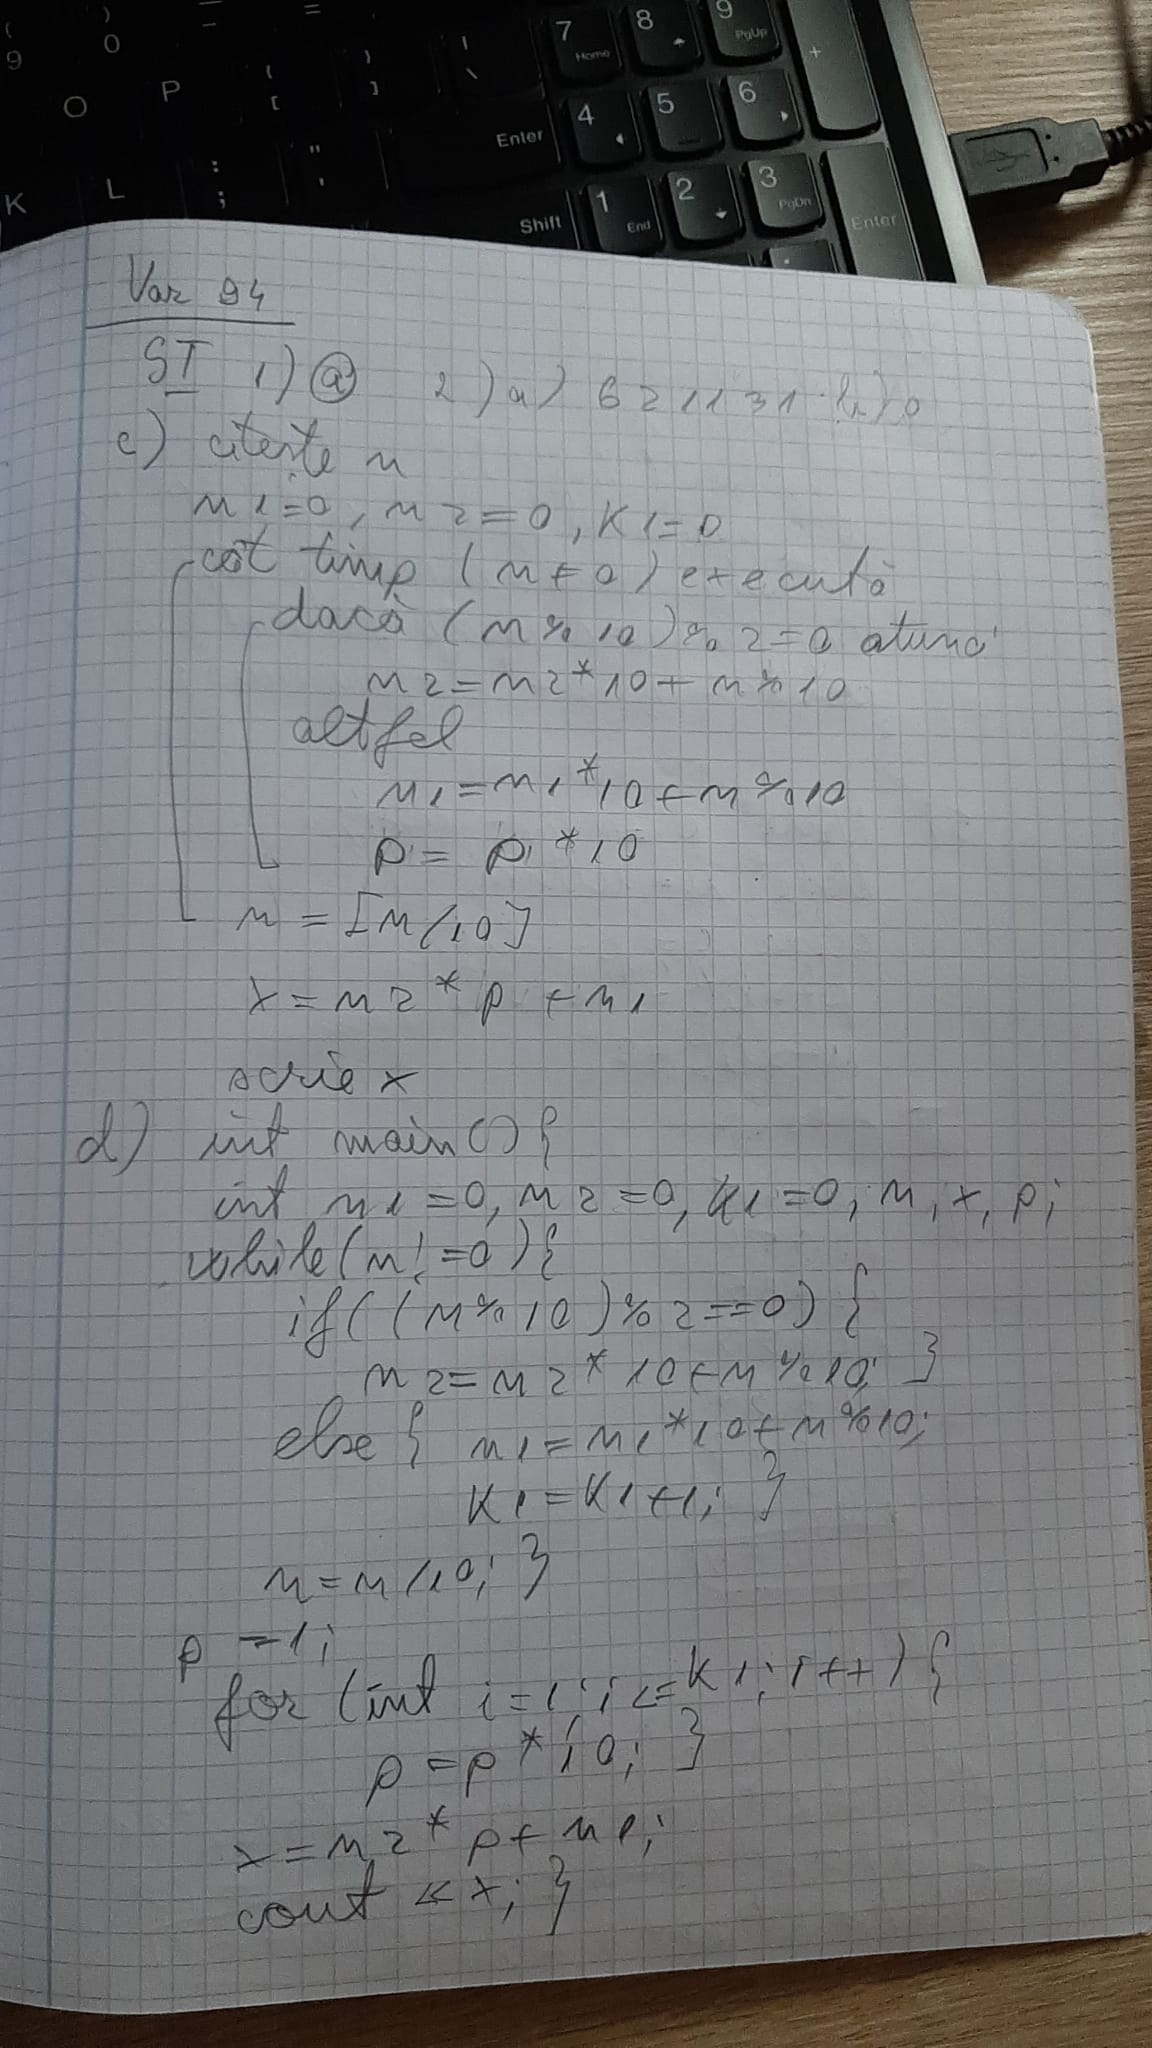 ( ) _ =
9 0 -
7 Home 8 9 PgUp +
O P { [ } ] | \
4 5 6
Enter
K L : ; " '
Shift 1 End 2 3 PgDn Enter
.
Var 94
ST 1) a 2) a) 621131 b) 0
c) citește n
n1=0, n2=0, K1=0
cât timp (n≠0) execută
dacă (n%10)%2=0 atunci
n2=n2*10+n%10
altfel
n1=n1*10+n%10
p = p*10
n = [n/10]
x=n2*p+n1
scrie x
d) int main(){
int n1=0, n2=0, k1=0, n, x, p;
while(n!=0){
if((n%10)%2==0) {
n2=n2*10+n%10; }
else { n1=n1*10+n%10;
K1=K1+1; }
n=n/10; }
p =1;
for (int i=1; i<=K1; i++) {
p=p*10; }
x=n2*p+n1;
cout << x; }